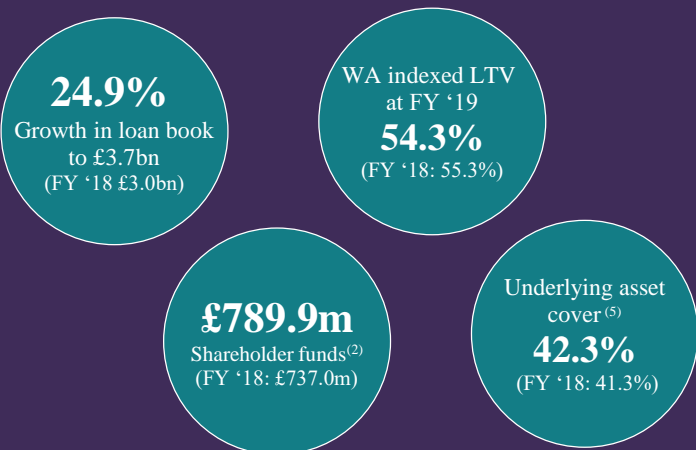 24.9%
Growth in loan book
to £3.7bn
(FY ‘18 £3.0bn)
WA indexed LTV
at FY ‘19
54.3%
(FY ‘18: 55.3%)
£789.9m
Shareholder funds(2)
(FY ‘18: £737.0m)
Underlying asset
cover (5)
42.3%
(FY ‘18: 41.3%)